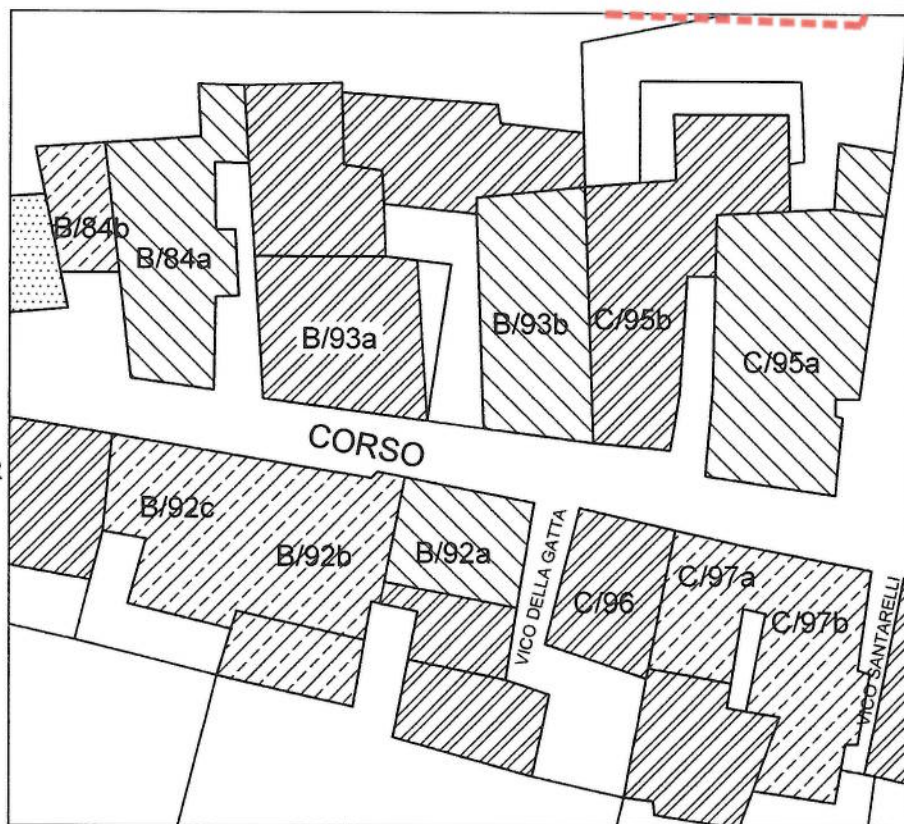 B/84b
B/84a
B/93a
B/93b
C/95b
C/95a
CORSO
B/92c
B/92b
B/92a
VICO DELLA GATTA
C/96
C/97a
C/97b
VICO SANTARELLI